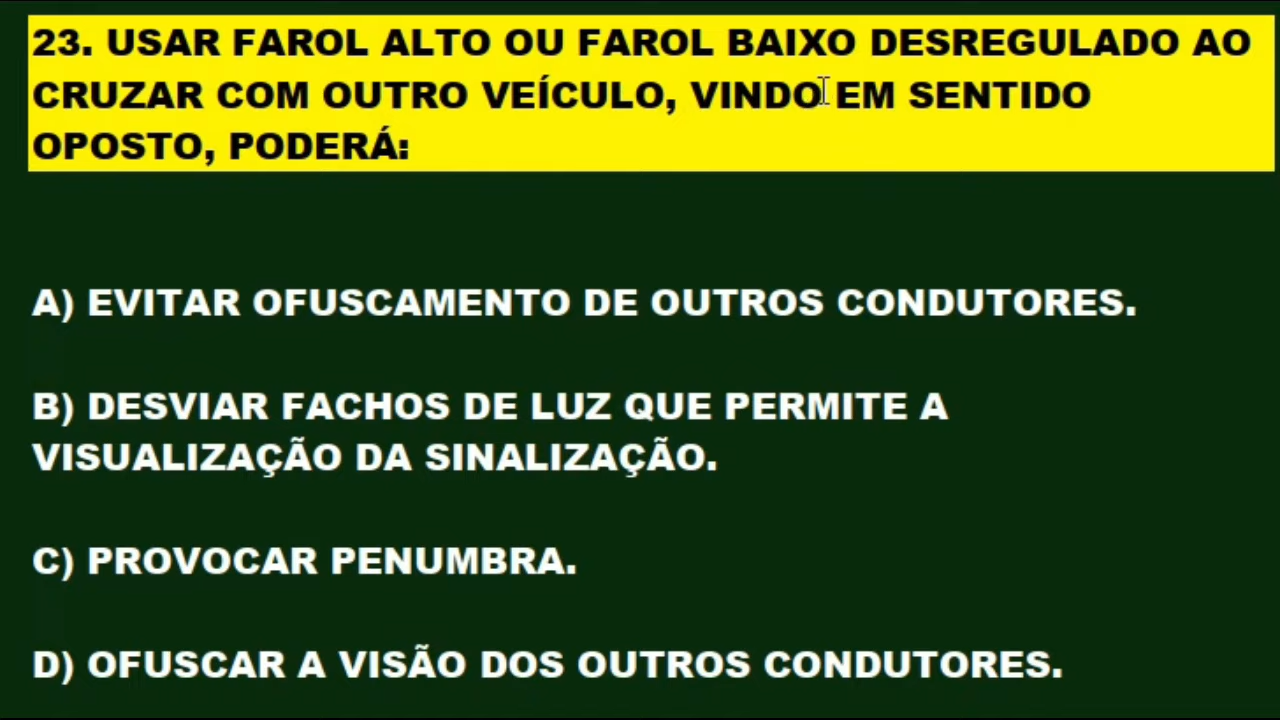 23. USAR FAROL ALTO OU FAROL BAIXO DESREGULADO AO
CRUZAR COM OUTRO VEÍCULO, VINDO EM SENTIDO
OPOSTO, PODERÁ:
A) EVITAR OFUSCAMENTO DE OUTROS CONDUTORES.
B) DESVIAR FACHOS DE LUZ QUE PERMITE A
VISUALIZAÇÃO DA SINALIZAÇÃO.
C) PROVOCAR PENUMBRA.
D) OFUSCAR A VISÃO DOS OUTROS CONDUTORES.